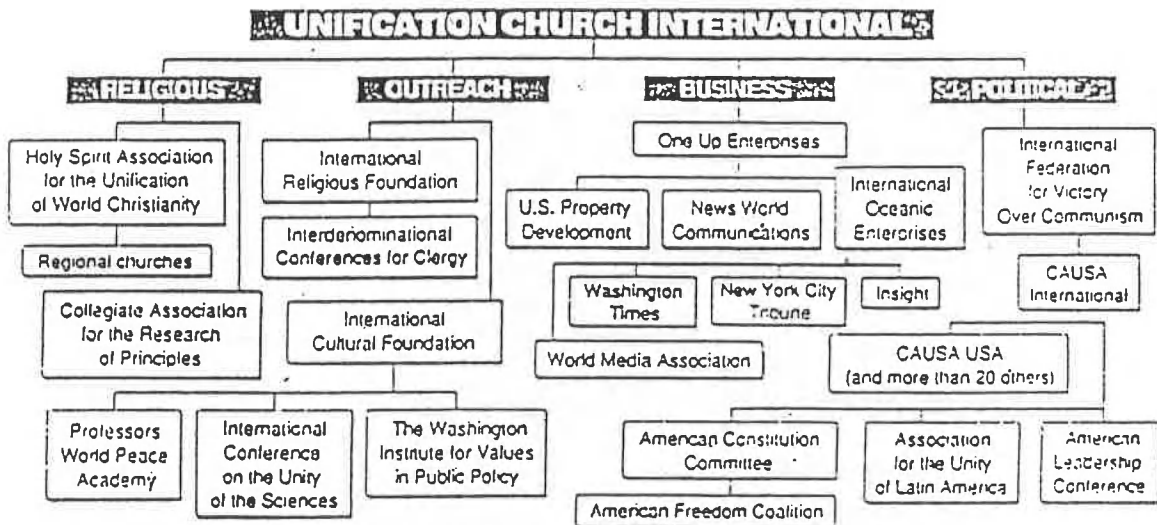 UNIFICATION CHURCH INTERNATIONAL
RELIGIOUS
Holy Spirit Association
for the Unification
of World Christianity
Regional churches
Collegiate Association
for the Research
of Principles
OUTREACH
International
Religious Foundation
Interdenominational
Conferences for Clergy
International
Cultural Foundation
Professors
World Peace
Academy
International
Conference
on the Unity
of the Sciences
The Washington
Institute for Values
in Public Policy
BUSINESS
One Up Enterprises
U.S. Property
Development
News World
Communications
International
Oceanic
Enterprises
Washington
Times
New York City
Tribune
Insight
World Media Association
POLITICAL
International
Federation
for Victory
Over Communism
CAUSA
International
CAUSA USA
(and more than 20 others)
American Constitution
Committee
American Freedom Coalition
Association
for the Unity
of Latin America
American
Leadership
Conference